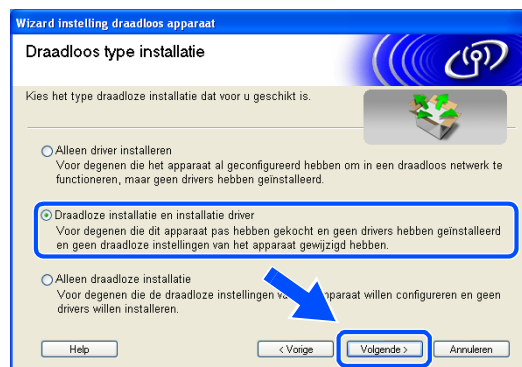 Wizard instelling draadloos apparaat
Draadloos type installatie
Kies het type draadloze installatie dat voor u geschikt is.
Alleen driver installeren
Voor degenen die het apparaat al geconfigureerd hebben om in een draadloos netwerk te
functioneren, maar geen drivers hebben geïnstalleerd.
Draadloze installatie en installatie driver
Voor degenen die dit apparaat pas hebben gekocht en geen drivers hebben geïnstalleerd
en geen draadloze instellingen van het apparaat gewijzigd hebben.
Alleen draadloze installatie
Voor degenen die de draadloze instellingen apparaat willen configureren en geen
drivers willen installeren.
Help
< Vorige
Volgende >
Annuleren